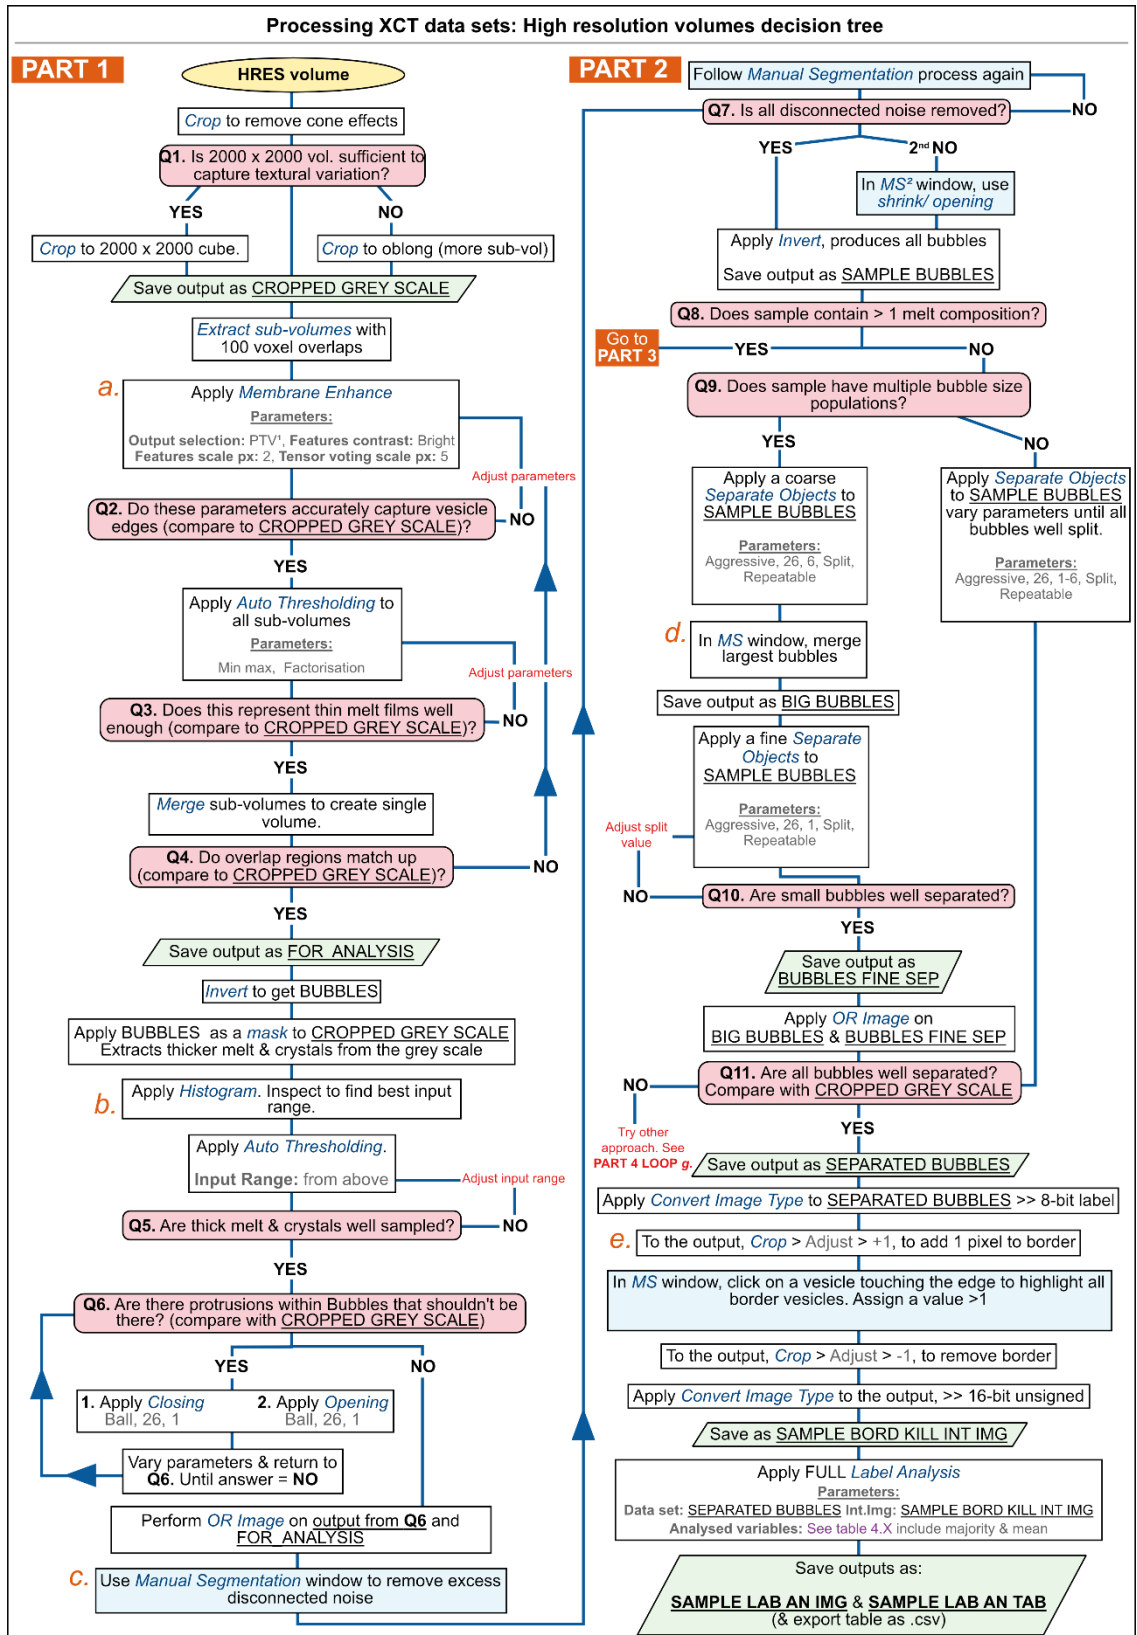 Processing XCT data sets: High resolution volumes decision tree
PART 1
HRES volume
Crop to remove cone effects
Q1. Is 2000 x 2000 vol. sufficient to
capture textural variation?
YES
NO
Crop to 2000 x 2000 cube.
Crop to oblong (more sub-vol)
Save output as CROPPED GREY SCALE
Extract sub-volumes with
100 voxel overlaps
a.
Apply Membrane Enhance
Parameters:
Output selection: PTV¹, Features contrast: Bright
Features scale px: 2, Tensor voting scale px: 5
Adjust parameters
Q2. Do these parameters accurately capture vesicle
edges (compare to CROPPED GREY SCALE)?
NO
YES
Apply Auto Thresholding to
all sub-volumes
Parameters:
Min max, Factorisation
Adjust parameters
Q3. Does this represent thin melt films well
enough (compare to CROPPED GREY SCALE)?
NO
YES
Merge sub-volumes to create single
volume.
Q4. Do overlap regions match up
(compare to CROPPED GREY SCALE)?
NO
YES
Save output as FOR_ANALYSIS
Invert to get BUBBLES
Apply BUBBLES as a mask to CROPPED GREY SCALE
Extracts thicker melt & crystals from the grey scale
b.
Apply Histogram. Inspect to find best input
range.
Apply Auto Thresholding.
Input Range: from above
Adjust input range
Q5. Are thick melt & crystals well sampled?
NO
YES
Q6. Are there protrusions within Bubbles that shouldn't be
there? (compare with CROPPED GREY SCALE)
YES
NO
1. Apply Closing
Ball, 26, 1
2. Apply Opening
Ball, 26, 1
Vary parameters & return to
Q6. Until answer = NO
Perform OR Image on output from Q6 and
FOR_ANALYSIS
c.
Use Manual Segmentation window to remove excess
disconnected noise
PART 2
Follow Manual Segmentation process again
Q7. Is all disconnected noise removed?
NO
YES
2nd NO
In MS² window, use
shrink/ opening
Apply Invert, produces all bubbles
Save output as SAMPLE BUBBLES
Q8. Does sample contain > 1 melt composition?
Go to
PART 3
YES
NO
Q9. Does sample have multiple bubble size
populations?
YES
NO
Apply a coarse
Separate Objects to
SAMPLE BUBBLES
Parameters:
Aggressive, 26, 6, Split,
Repeatable
Apply Separate Objects
to SAMPLE BUBBLES
vary parameters until all
bubbles well split.
Parameters:
Aggressive, 26, 1-6, Split,
Repeatable
d.
In MS window, merge
largest bubbles
Save output as BIG BUBBLES
Apply a fine Separate
Objects to
SAMPLE BUBBLES
Parameters:
Aggressive, 26, 1, Split,
Repeatable
Adjust split
value
NO
Q10. Are small bubbles well separated?
YES
Save output as
BUBBLES FINE SEP
Apply OR Image on
BIG BUBBLES & BUBBLES FINE SEP
Q11. Are all bubbles well separated?
Compare with CROPPED GREY SCALE
NO
YES
Try other
approach. See
PART 4 LOOP g.
Save output as SEPARATED BUBBLES
Apply Convert Image Type to SEPARATED BUBBLES >> 8-bit label
e.
To the output, Crop > Adjust > +1, to add 1 pixel to border
In MS window, click on a vesicle touching the edge to highlight all
border vesicles. Assign a value >1
To the output, Crop > Adjust > -1, to remove border
Apply Convert Image Type to the output, >> 16-bit unsigned
Save as SAMPLE BORD KILL INT IMG
Apply FULL Label Analysis
Parameters:
Data set: SEPARATED BUBBLES Int.Img: SAMPLE BORD KILL INT IMG
Analysed variables: See table 4.X include majority & mean
Save outputs as:
SAMPLE LAB AN IMG & SAMPLE LAB AN TAB
(& export table as .csv)